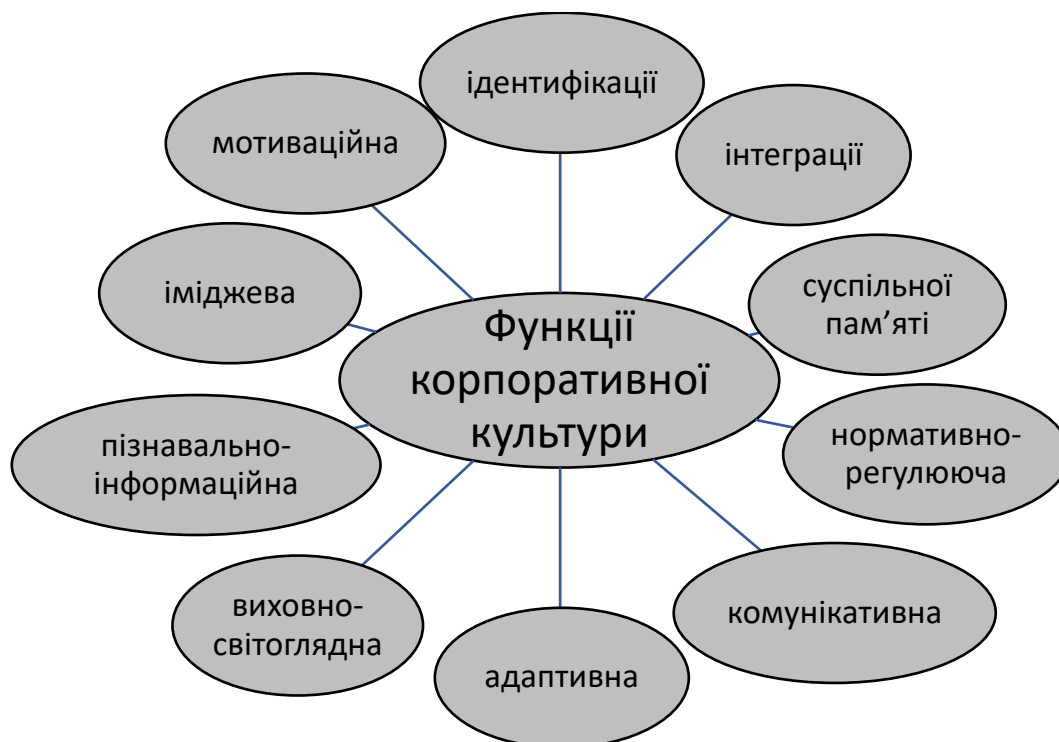 ідентифікації
мотиваційна
інтеграції
іміджева
суспільної
пам’яті
Функції
корпоративної
культури
пізнавально-
інформаційна
нормативно-
регулююча
виховно-
світоглядна
комунікативна
адаптивна